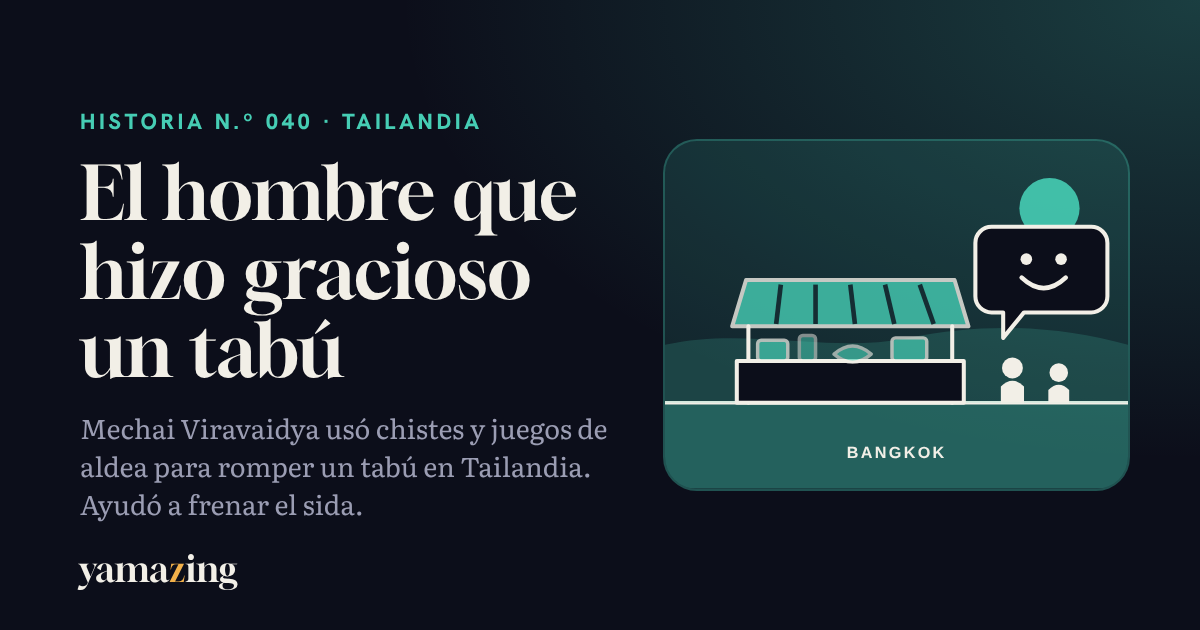 HISTORIA N.º 040 · TAILANDIA
El hombre que
hizo gracioso
un tabú
Mechai Viravaidya usó chistes y juegos de
aldea para romper un tabú en Tailandia.
Ayudó a frenar el sida.
BANGKOK
yamazing